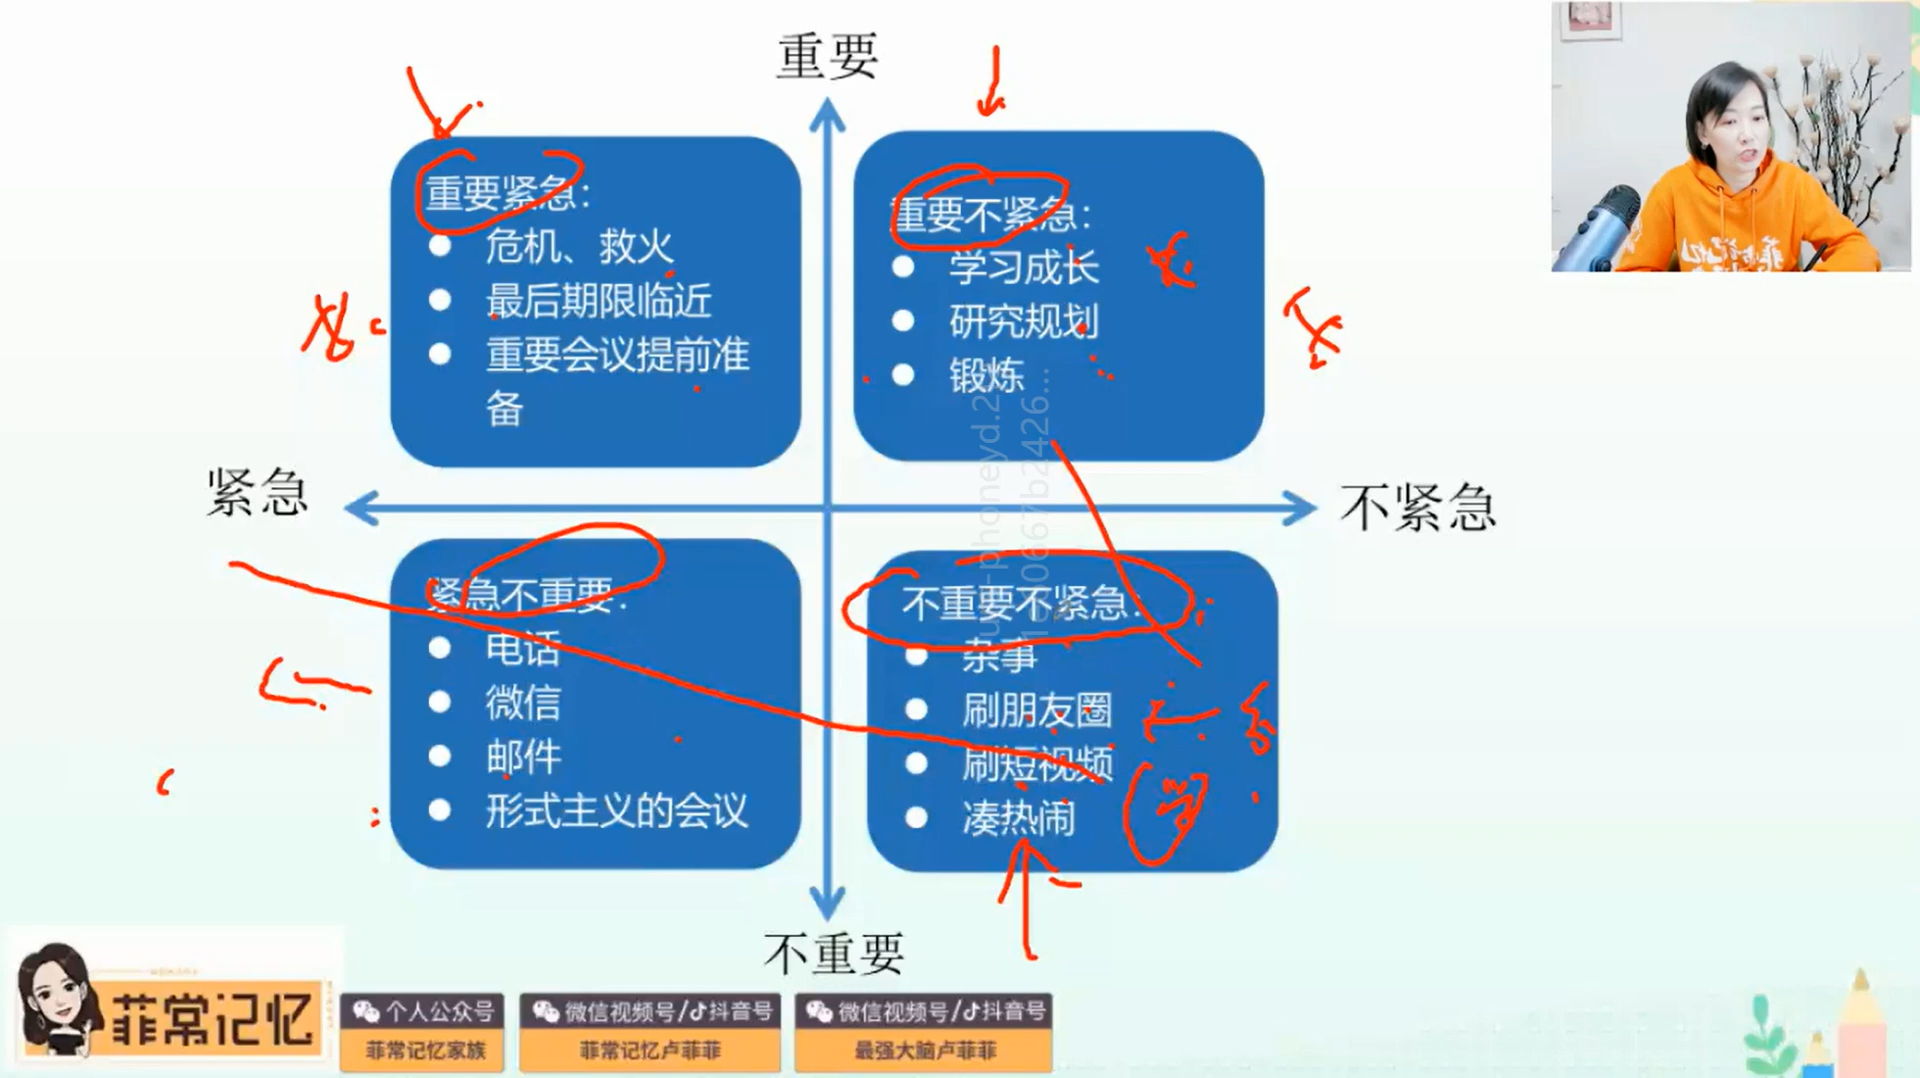 重要
重要紧急：
危机、救火
最后期限临近
重要会议提前准
备
重要不紧急：
学习成长
研究规划
锻炼
紧急
不紧急
紧急不重要：
电话
微信
邮件
形式主义的会议
不重要不紧急：
杂事
刷朋友圈
刷短视频
凑热闹
学
不重要
菲常记忆
个人公众号
菲常记忆家族
微信视频号/抖音号
菲常记忆卢菲菲
微信视频号/抖音号
最强大脑卢菲菲